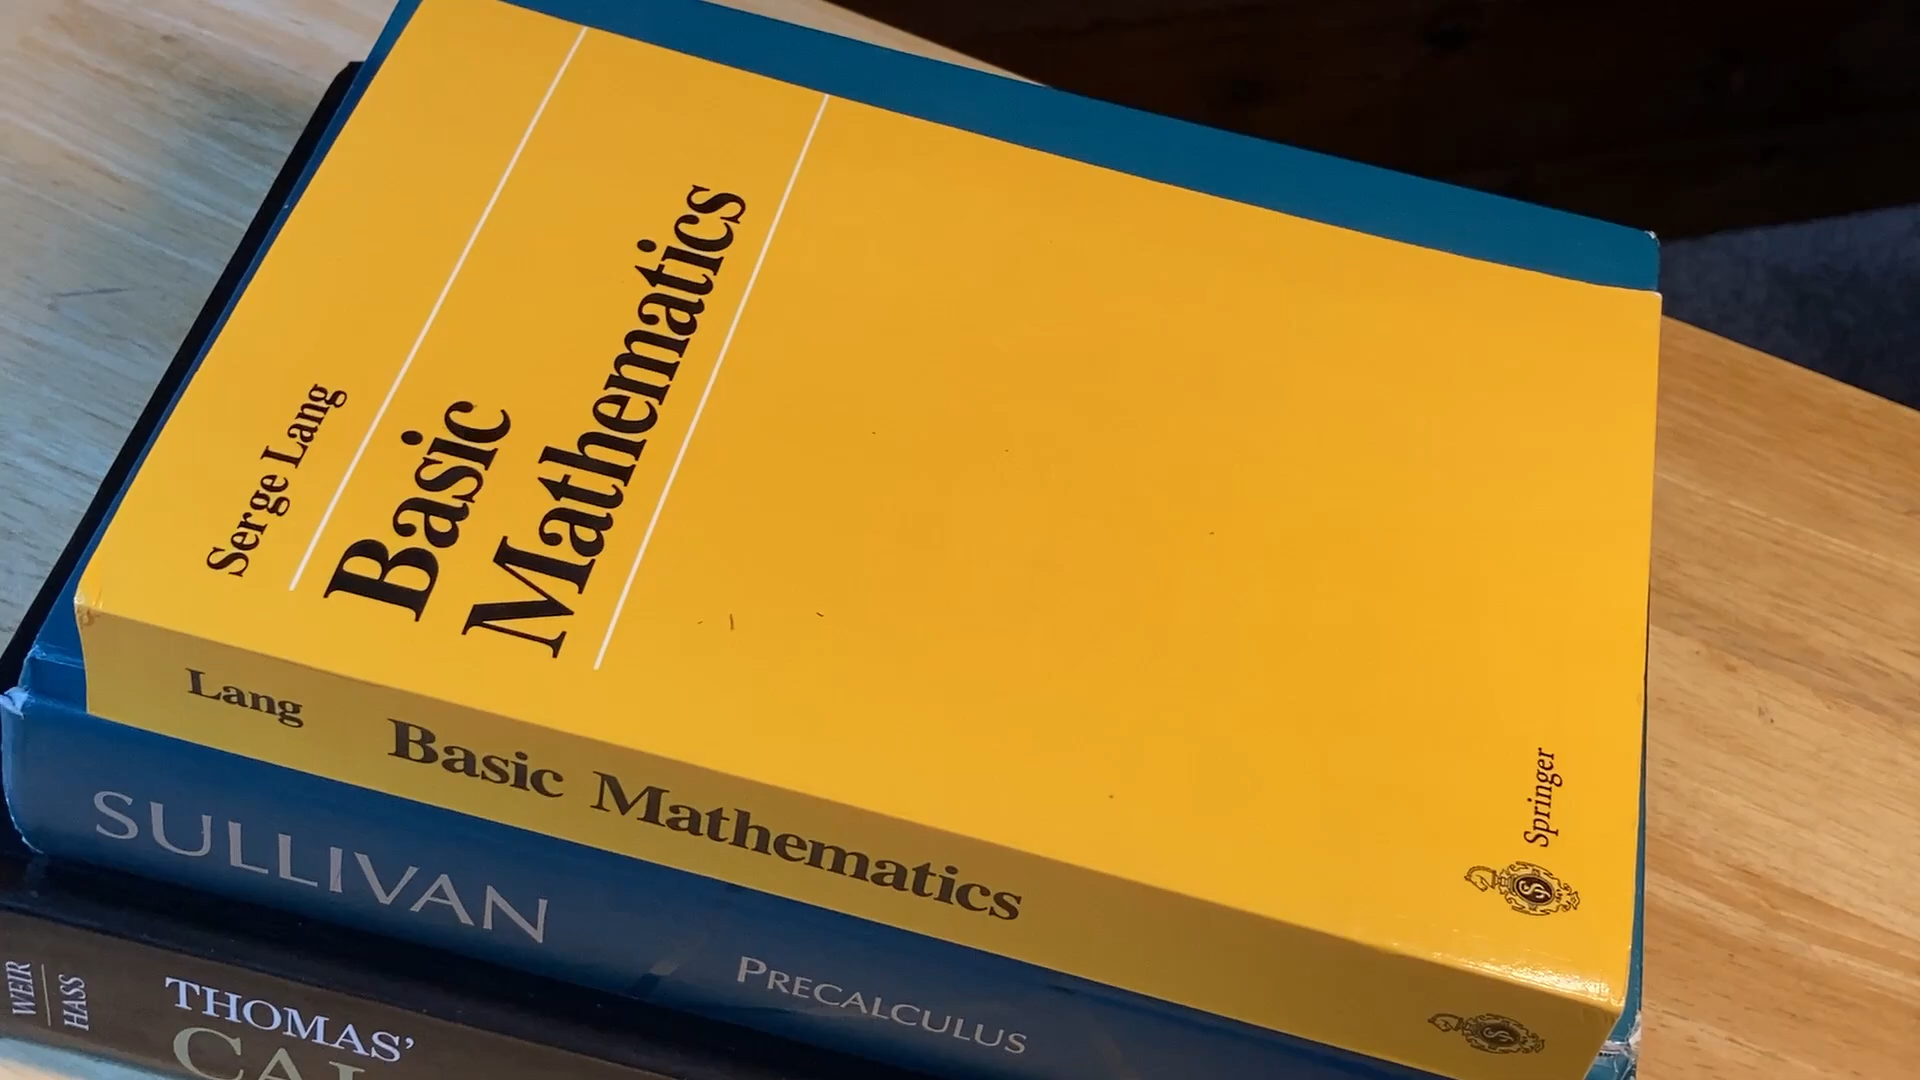 Serge Lang
Basic
Mathematics
Springer
Lang Basic Mathematics
SULLIVAN PRECALCULUS
WEIR
HASS
THOMAS'